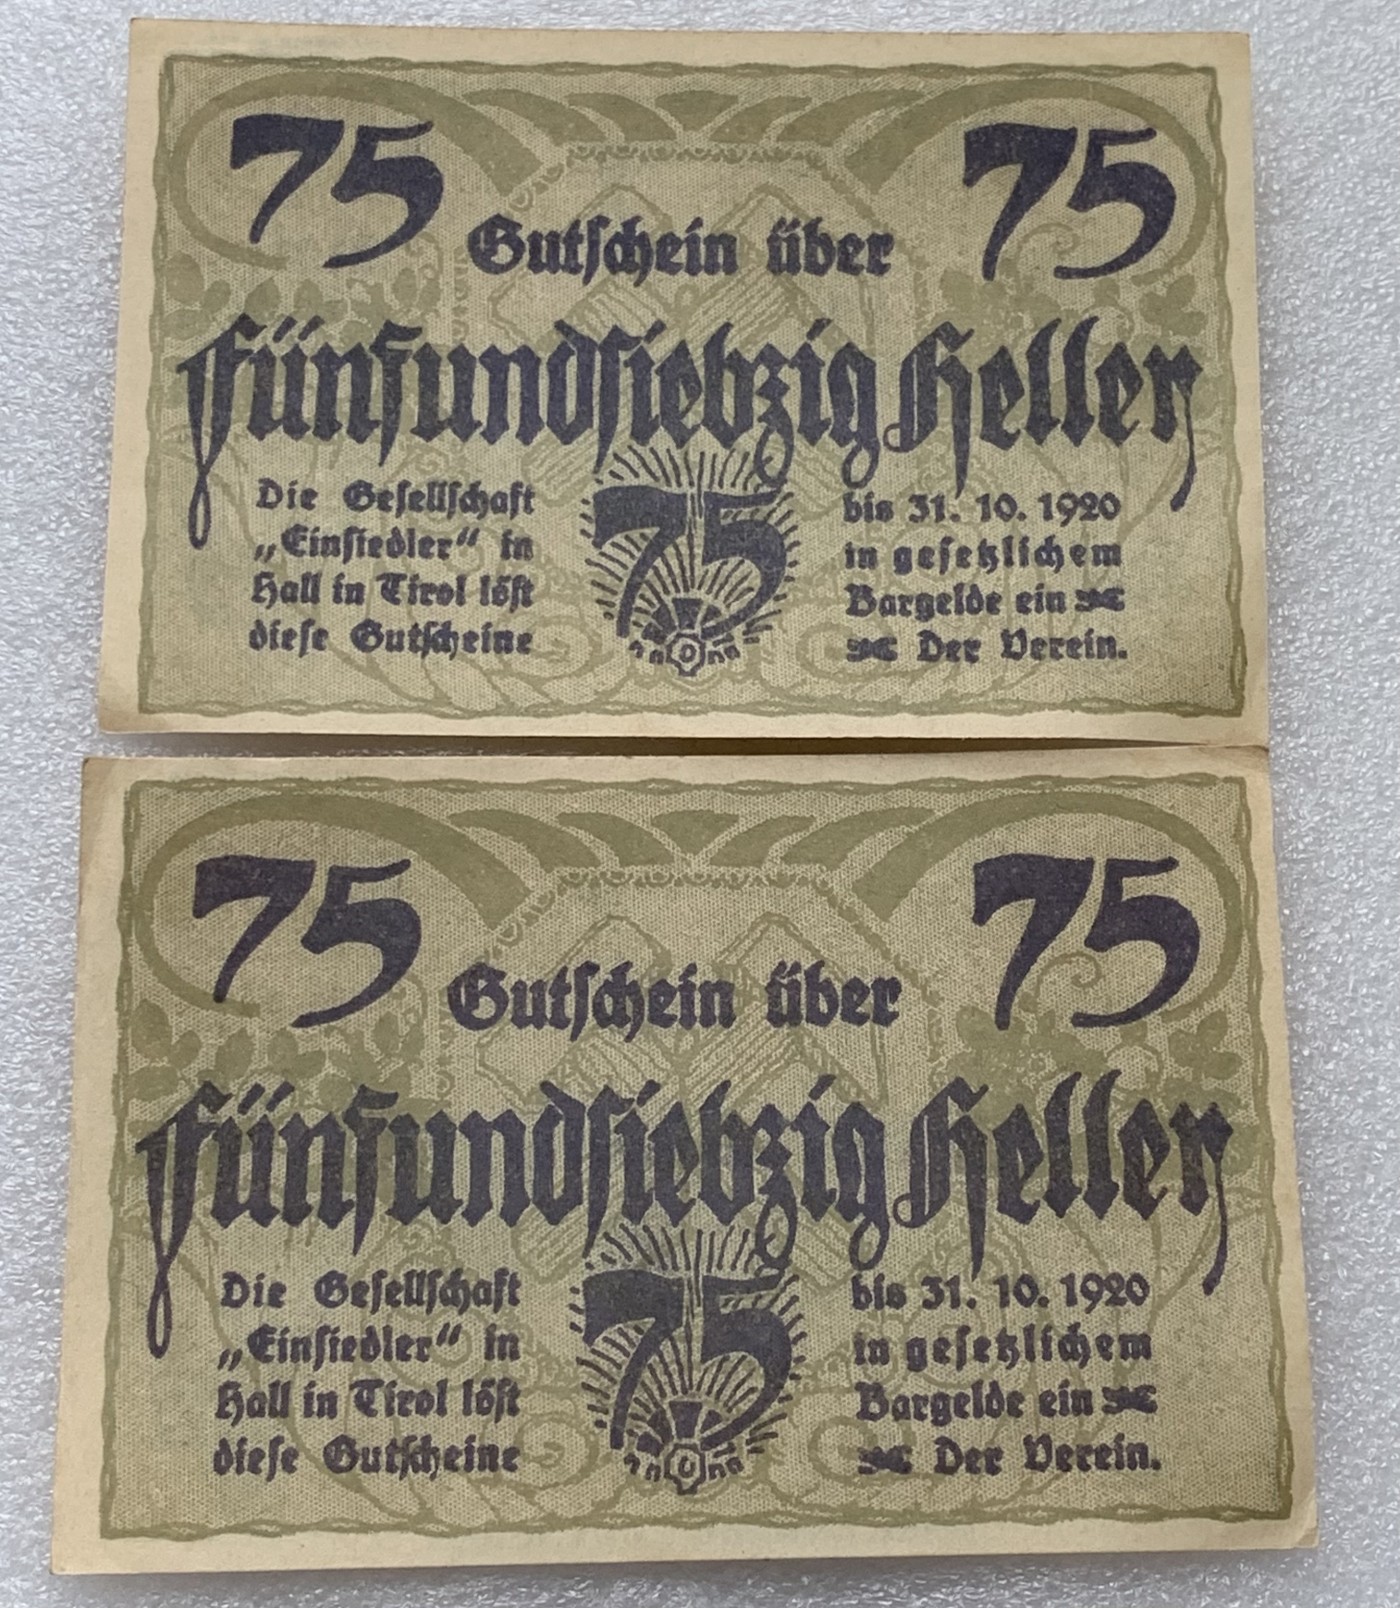 75 75
Gutschein über
Fünfundsiebzig Heller
Die Gesellschaft
„Einsiedler“ in
Hall in Tirol löst
diese Gutscheine
75
bis 31. 10. 1920
in gesetzlichem
Bargelde ein
Der Verein.
75 75
Gutschein über
Fünfundsiebzig Heller
Die Gesellschaft
„Einsiedler“ in
Hall in Tirol löst
diese Gutscheine
75
bis 31. 10. 1920
in gesetzlichem
Bargelde ein
Der Verein.